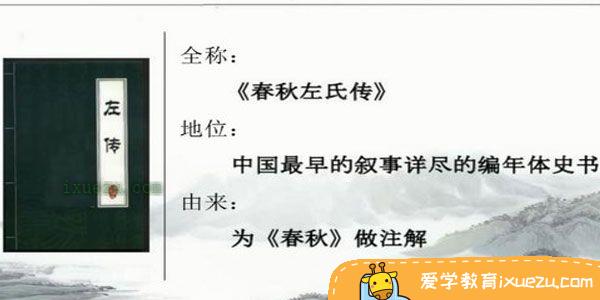 左传
全称：
《春秋左氏传》
地位：
中国最早的叙事详尽的编年体史书
由来：
为《春秋》做注解
ixuezu.com
爱学教育ixuezu.com